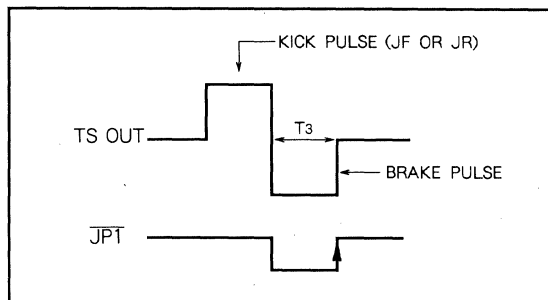 KICK PULSE (JF OR JR)
TS OUT
T3
BRAKE PULSE
JP1